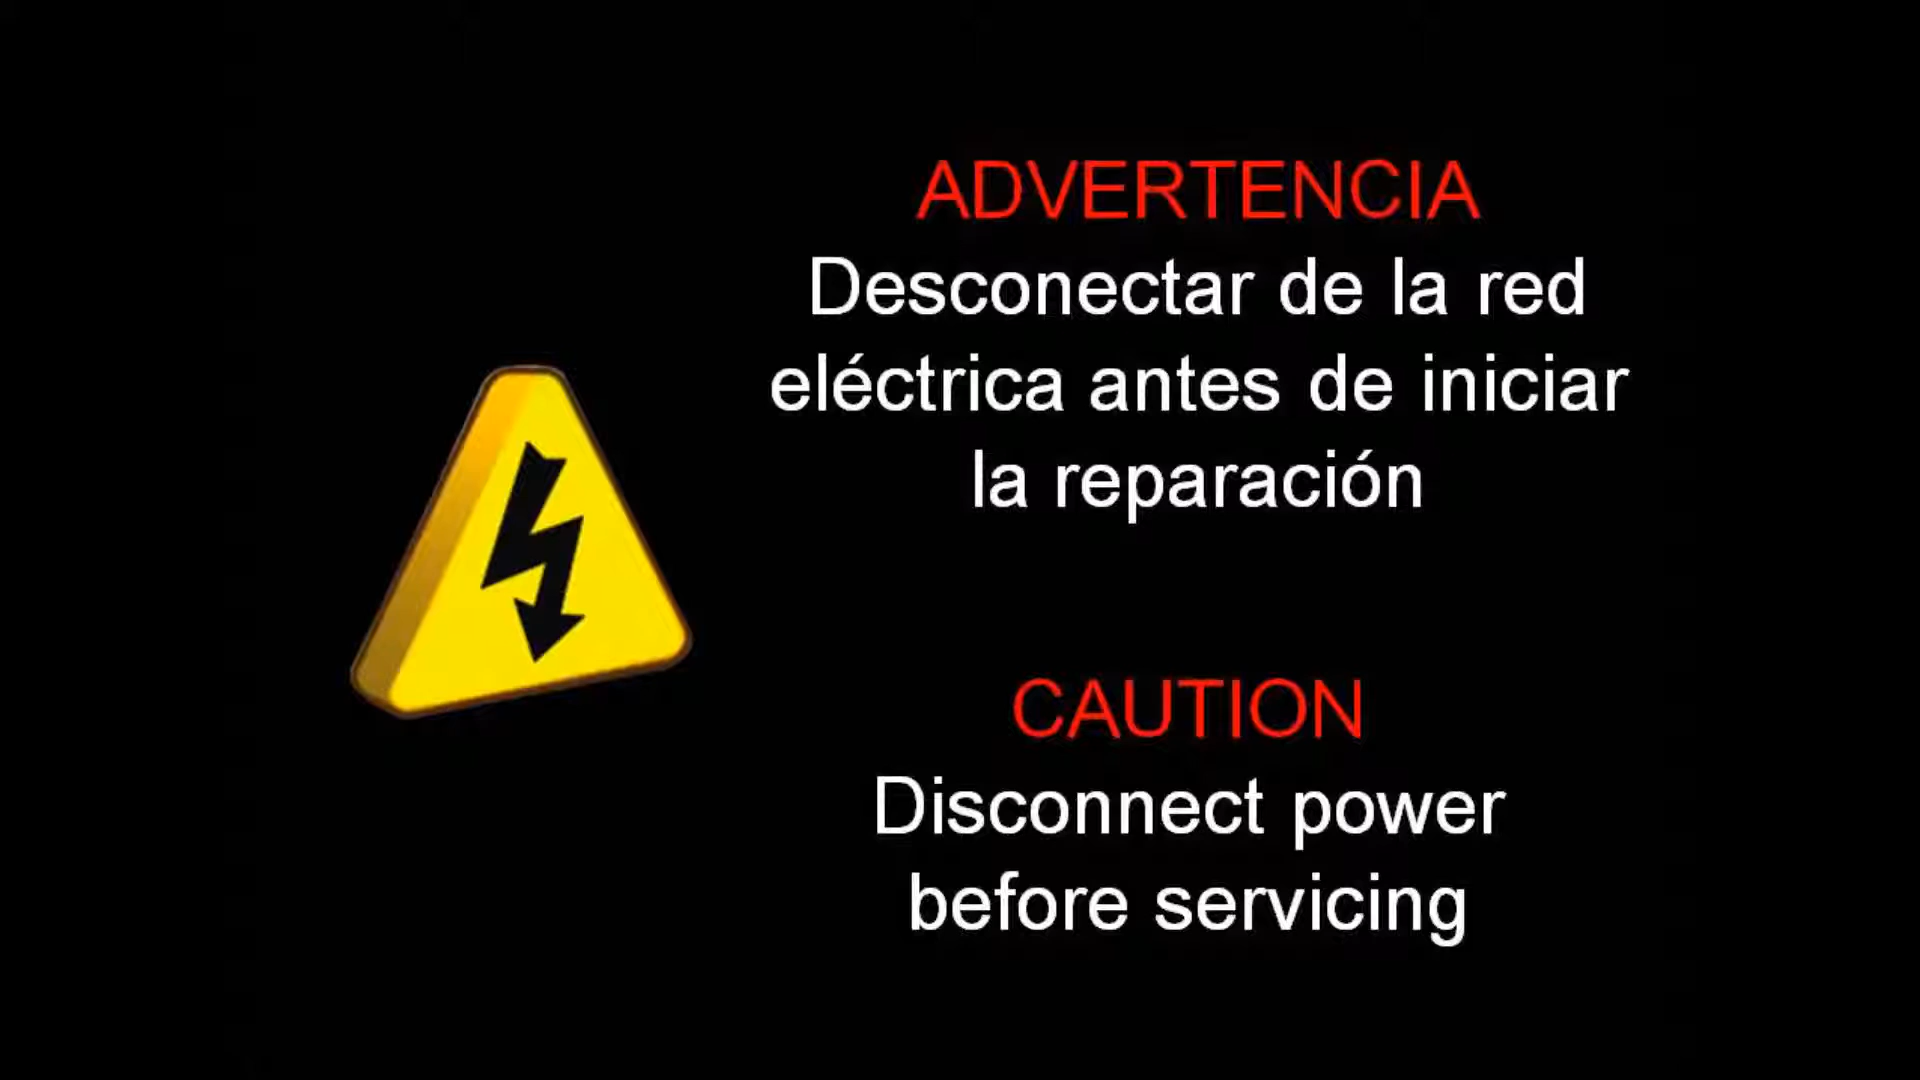 ADVERTENCIA
Desconectar de la red
eléctrica antes de iniciar
la reparación
CAUTION
Disconnect power
before servicing